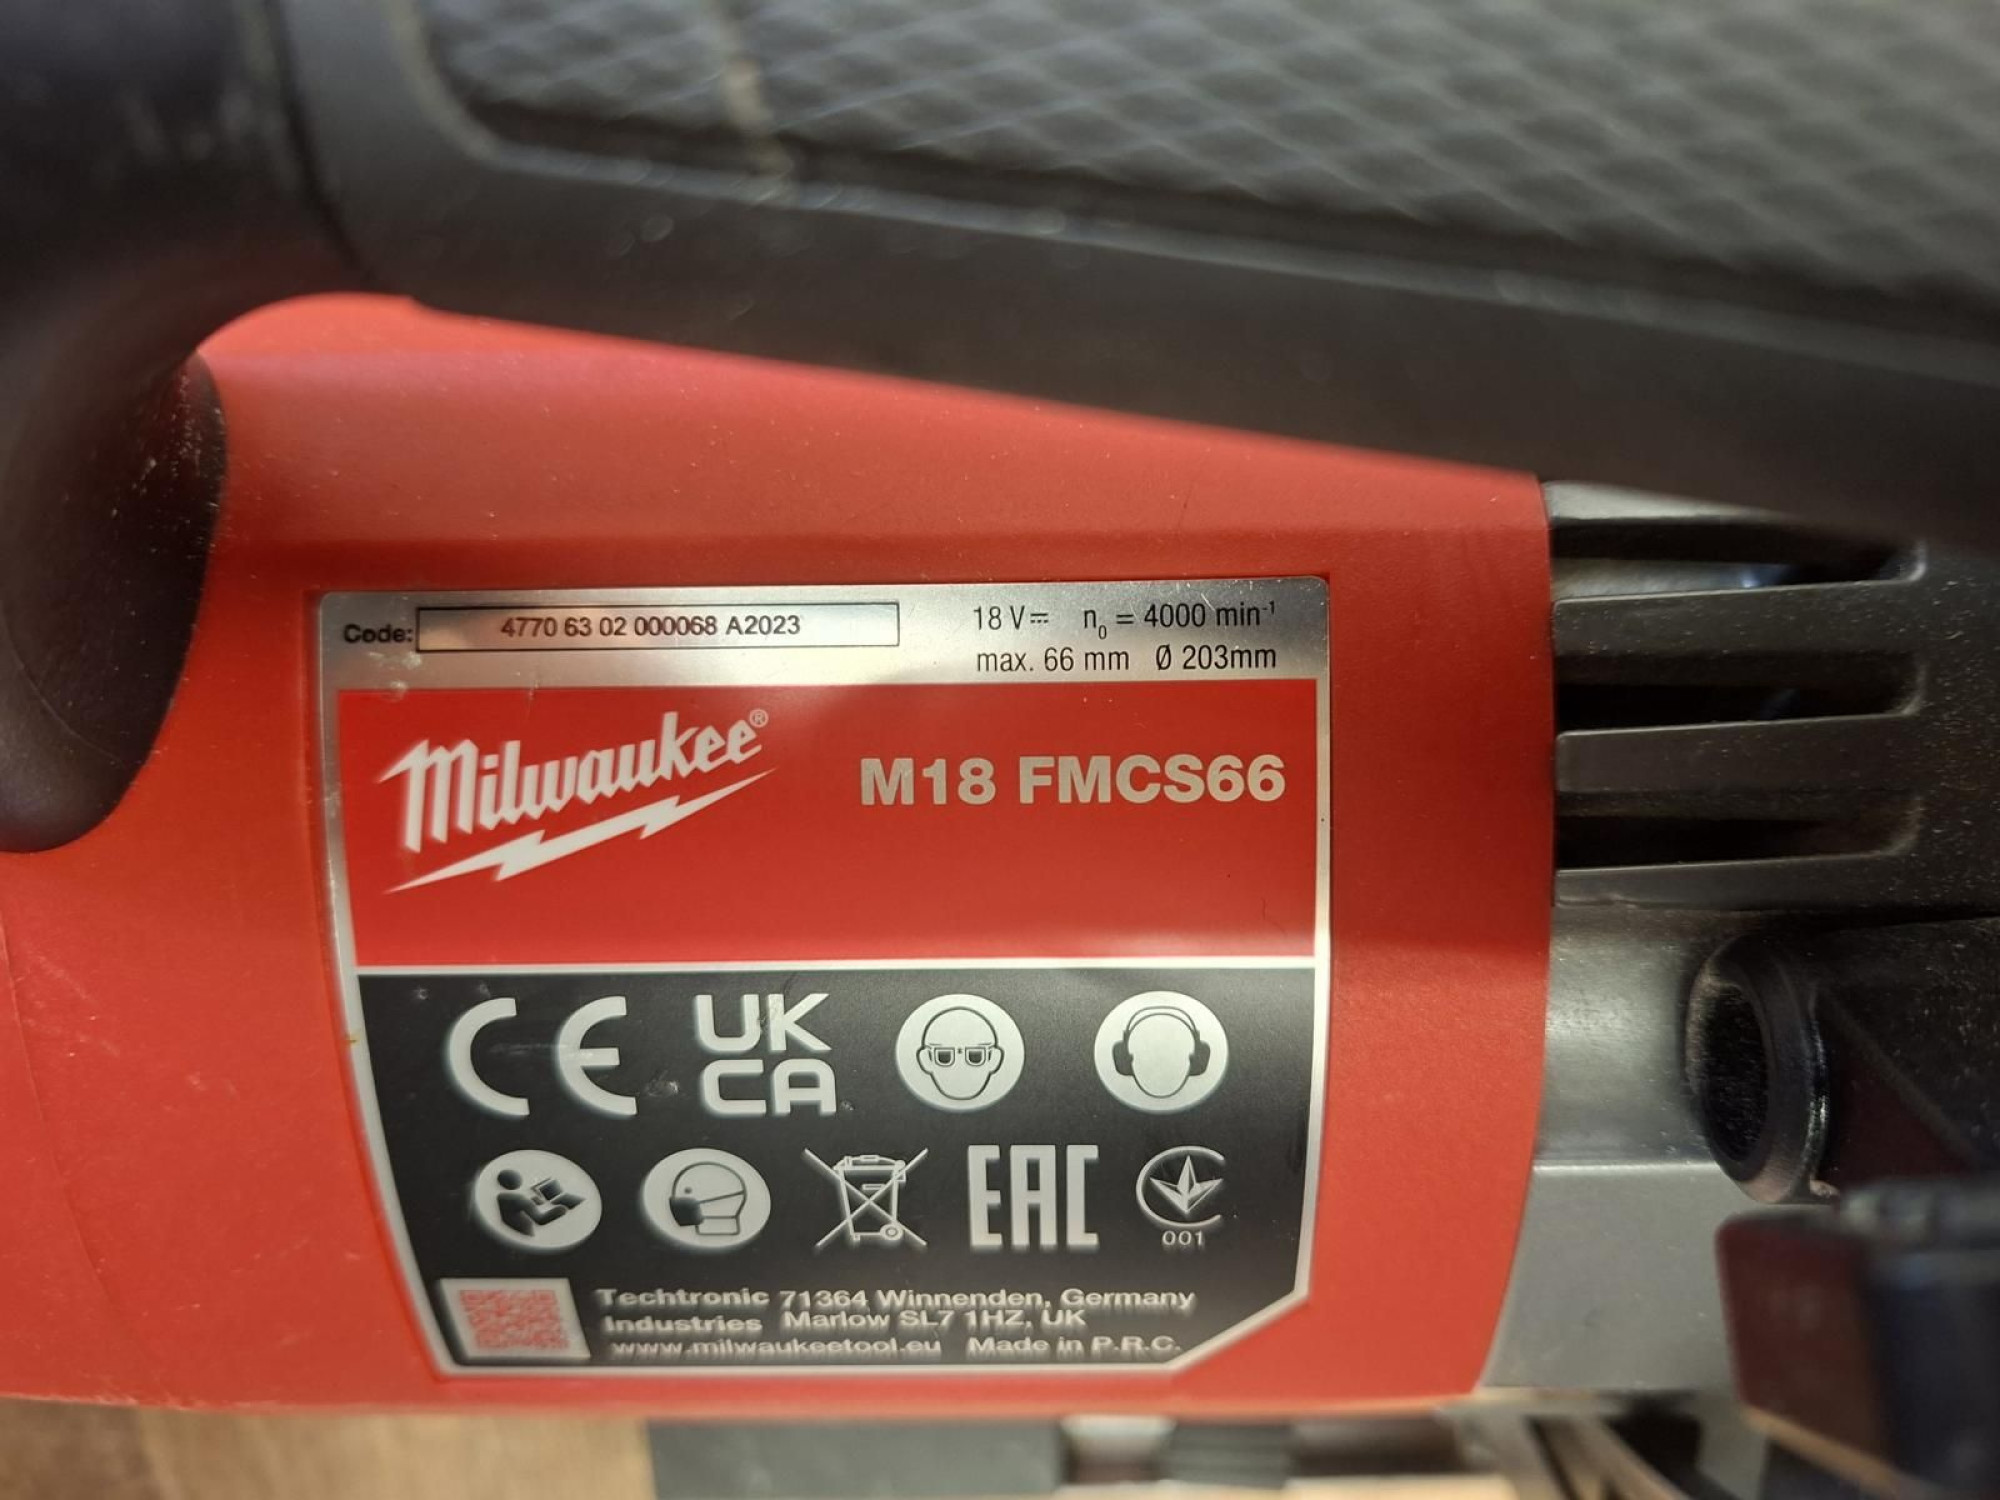 Code: 4770 63 02 000068 A2023
18 V⎓ n₀ = 4000 min⁻¹
max. 66 mm Ø 203mm
Milwaukee®
M18 FMCS66
CE UK CA
EAC
001
Techtronic 71364 Winnenden, Germany
Industries Marlow SL7 1HZ, UK
www.milwaukeetool.eu Made in P.R.C.